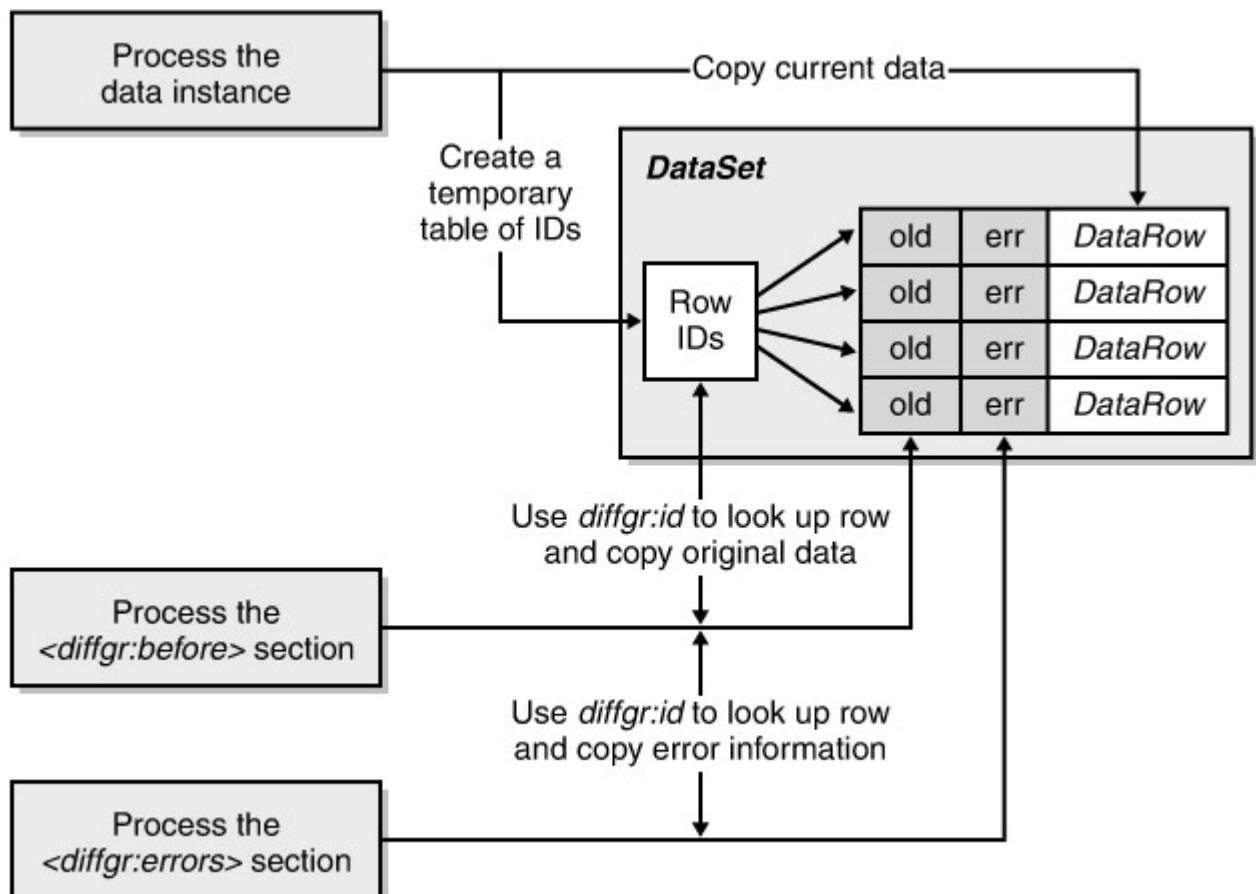 Process the
data instance
Copy current data
Create a
temporary
table of IDs
DataSet
Row
IDs
old err DataRow
old err DataRow
old err DataRow
old err DataRow
Use diffgr:id to look up row
and copy original data
Process the
<diffgr:before> section
Use diffgr:id to look up row
and copy error information
Process the
<diffgr:errors> section